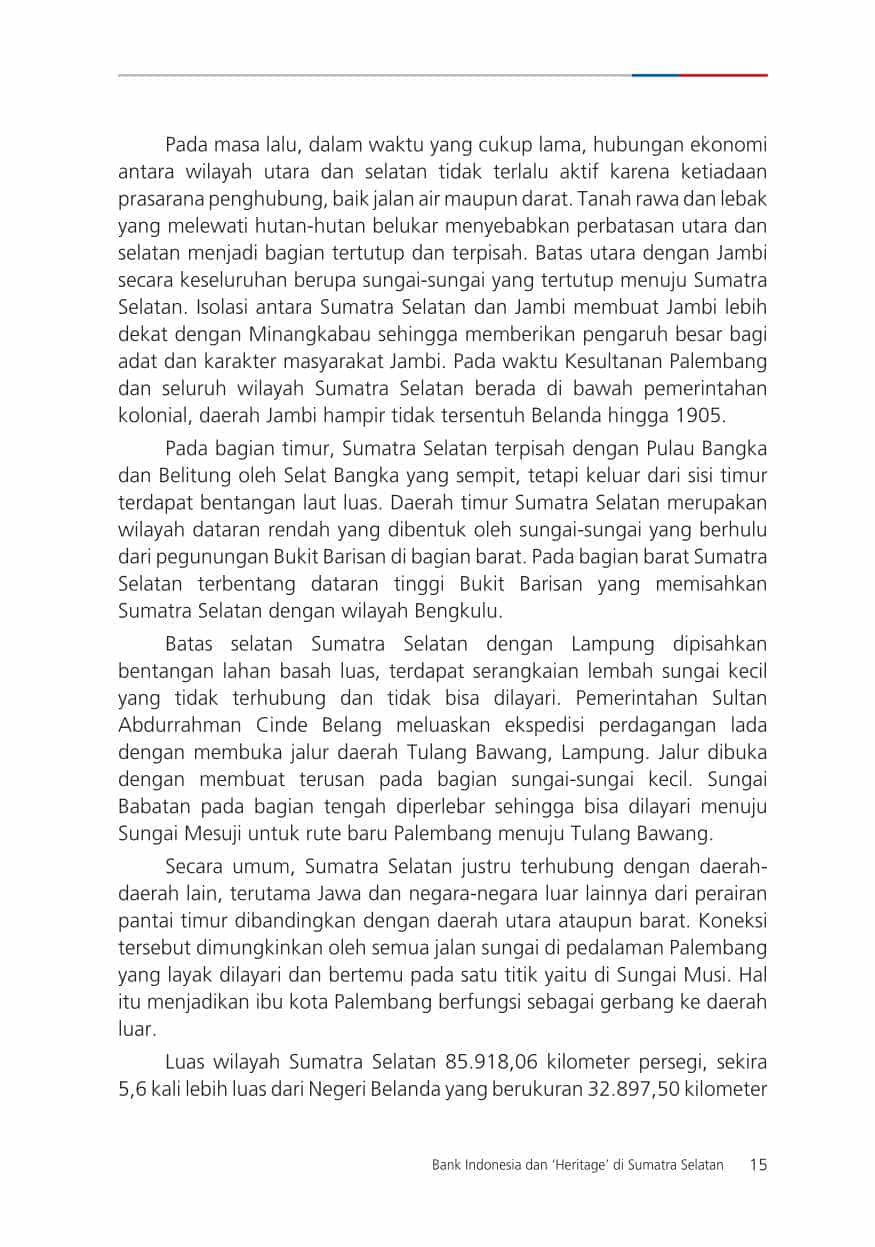 Pada masa lalu, dalam waktu yang cukup lama, hubungan ekonomi
antara wilayah utara dan selatan tidak terlalu aktif karena ketiadaan
prasarana penghubung, baik jalan air maupun darat. Tanah rawa dan lebak
yang melewati hutan-hutan belukar menyebabkan perbatasan utara dan
selatan menjadi bagian tertutup dan terpisah. Batas utara dengan Jambi
secara keseluruhan berupa sungai-sungai yang tertutup menuju Sumatra
Selatan. Isolasi antara Sumatra Selatan dan Jambi membuat Jambi lebih
dekat dengan Minangkabau sehingga memberikan pengaruh besar bagi
adat dan karakter masyarakat Jambi. Pada waktu Kesultanan Palembang
dan seluruh wilayah Sumatra Selatan berada di bawah pemerintahan
kolonial, daerah Jambi hampir tidak tersentuh Belanda hingga 1905.
Pada bagian timur, Sumatra Selatan terpisah dengan Pulau Bangka
dan Belitung oleh Selat Bangka yang sempit, tetapi keluar dari sisi timur
terdapat bentangan laut luas. Daerah timur Sumatra Selatan merupakan
wilayah dataran rendah yang dibentuk oleh sungai-sungai yang berhulu
dari pegunungan Bukit Barisan di bagian barat. Pada bagian barat Sumatra
Selatan terbentang dataran tinggi Bukit Barisan yang memisahkan
Sumatra Selatan dengan wilayah Bengkulu.
Batas selatan Sumatra Selatan dengan Lampung dipisahkan
bentangan lahan basah luas, terdapat serangkaian lembah sungai kecil
yang tidak terhubung dan tidak bisa dilayari. Pemerintahan Sultan
Abdurrahman Cinde Belang meluaskan ekspedisi perdagangan lada
dengan membuka jalur daerah Tulang Bawang, Lampung. Jalur dibuka
dengan membuat terusan pada bagian sungai-sungai kecil. Sungai
Babatan pada bagian tengah diperlebar sehingga bisa dilayari menuju
Sungai Mesuji untuk rute baru Palembang menuju Tulang Bawang.
Secara umum, Sumatra Selatan justru terhubung dengan daerah-
daerah lain, terutama Jawa dan negara-negara luar lainnya dari perairan
pantai timur dibandingkan dengan daerah utara ataupun barat. Koneksi
tersebut dimungkinkan oleh semua jalan sungai di pedalaman Palembang
yang layak dilayari dan bertemu pada satu titik yaitu di Sungai Musi. Hal
itu menjadikan ibu kota Palembang berfungsi sebagai gerbang ke daerah
luar.
Luas wilayah Sumatra Selatan 85.918,06 kilometer persegi, sekira
5,6 kali lebih luas dari Negeri Belanda yang berukuran 32.897,50 kilometer
Bank Indonesia dan ‘Heritage’ di Sumatra Selatan 15